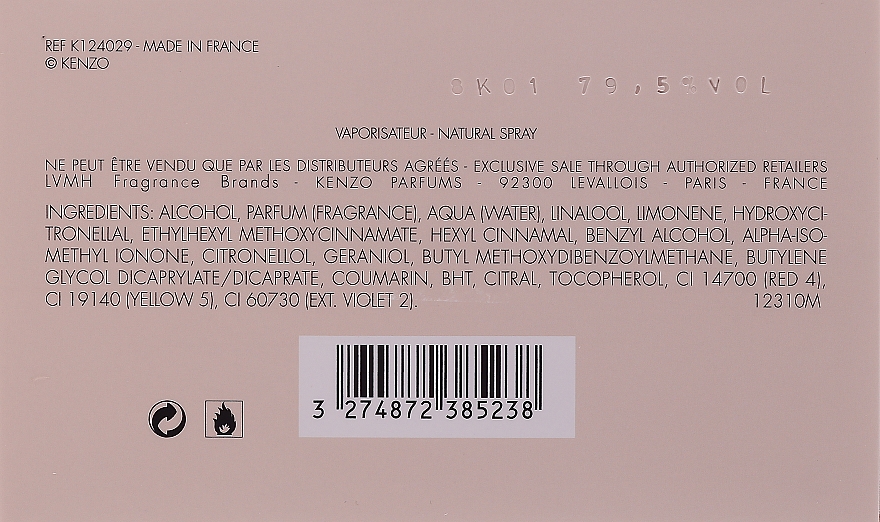 REF K124029 - MADE IN FRANCE
© KENZO
8K01 79,5%VOL
VAPORISATEUR - NATURAL SPRAY
NE PEUT ÊTRE VENDU QUE PAR LES DISTRIBUTEURS AGRÉÉS - EXCLUSIVE SALE THROUGH AUTHORIZED RETAILERS
LVMH Fragrance Brands - KENZO PARFUMS - 92300 LEVALLOIS - PARIS - FRANCE
INGREDIENTS: ALCOHOL, PARFUM (FRAGRANCE), AQUA (WATER), LINALOOL, LIMONENE, HYDROXYCI-
TRONELLAL, ETHYLHEXYL METHOXYCINNAMATE, HEXYL CINNAMAL, BENZYL ALCOHOL, ALPHA-ISO-
METHYL IONONE, CITRONELLOL, GERANIOL, BUTYL METHOXYDIBENZOYLMETHANE, BUTYLENE
GLYCOL DICAPRYLATE/DICAPRATE, COUMARIN, BHT, CITRAL, TOCOPHEROL, CI 14700 (RED 4),
CI 19140 (YELLOW 5), CI 60730 (EXT. VIOLET 2). 12310M
3 274872 385238